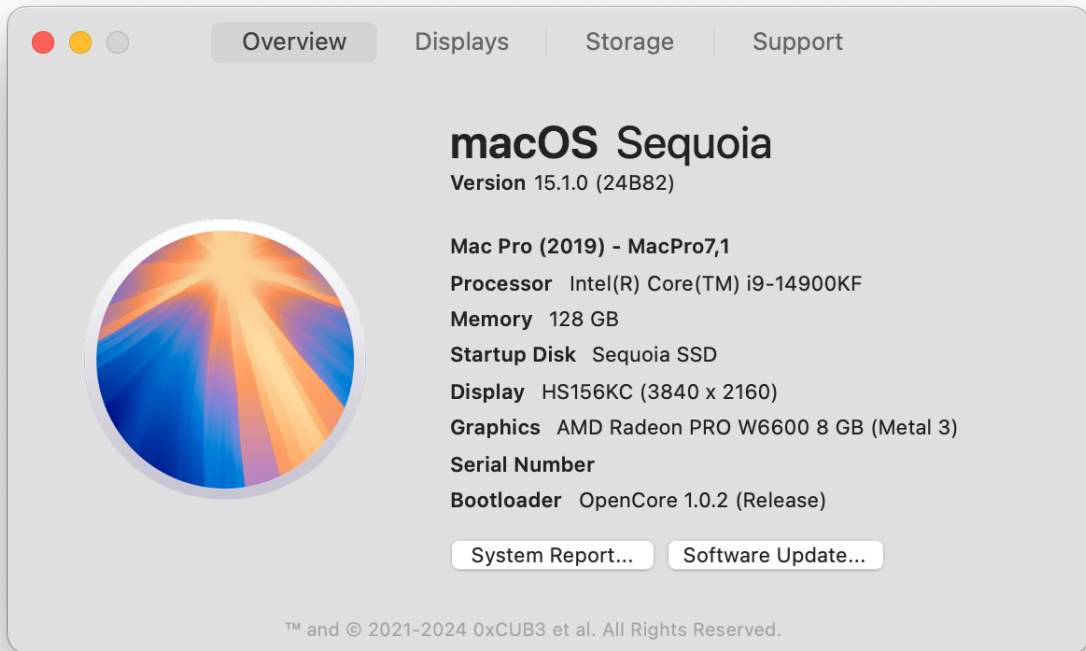 Overview Displays Storage Support
macOS Sequoia
Version 15.1.0 (24B82)
Mac Pro (2019) - MacPro7,1
Processor Intel(R) Core(TM) i9-14900KF
Memory 128 GB
Startup Disk Sequoia SSD
Display HS156KC (3840 x 2160)
Graphics AMD Radeon PRO W6600 8 GB (Metal 3)
Serial Number
Bootloader OpenCore 1.0.2 (Release)
System Report... Software Update...
™ and © 2021-2024 0xCUB3 et al. All Rights Reserved.